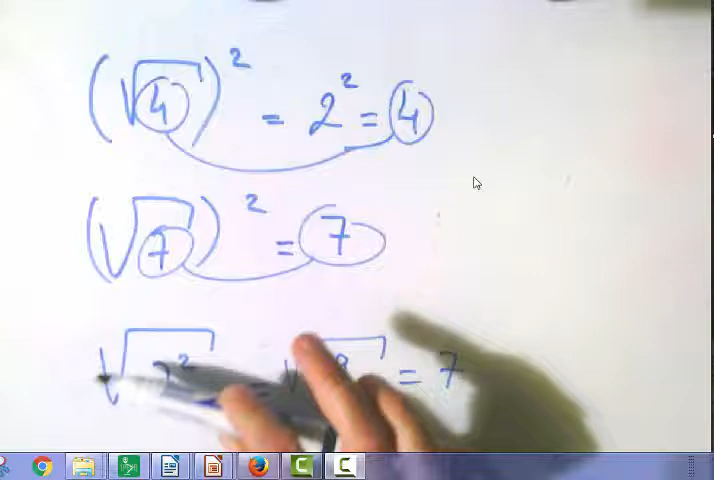 (√4)² = 2² = 4
(√7)² = 7
= 7